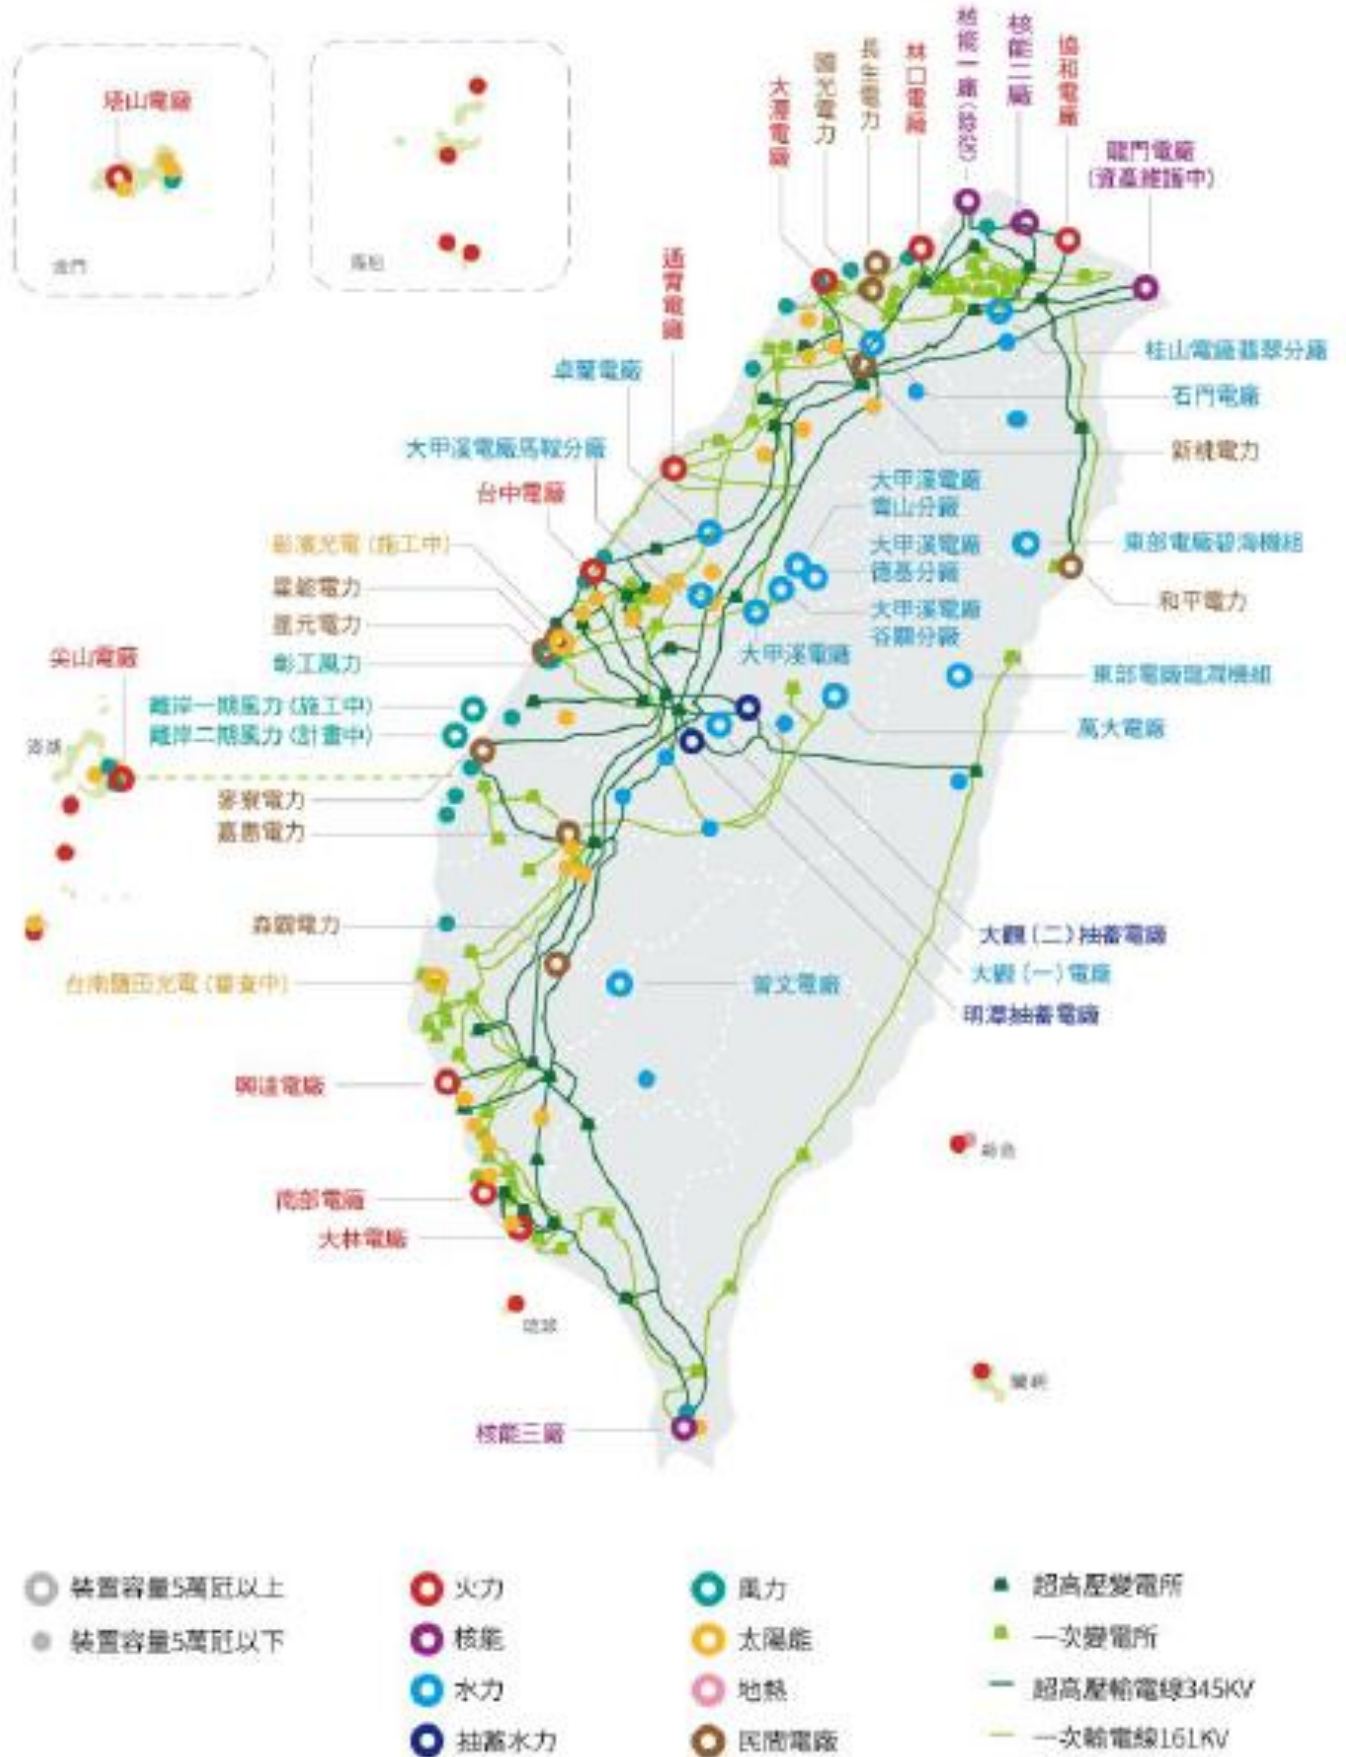 塔山電廠
金門
馬祖
大潭電廠
國光電力
長生電力
林口電廠
核能一廠(除役)
核能二廠
協和電廠
龍門電廠
(資產維護中)
通霄電廠
卓蘭電廠
大甲溪電廠馬鞍分廠
台中電廠
彰濱光電(施工中)
星能電力
星元電力
彰工風力
尖山電廠
離岸一期風力(施工中)
離岸二期風力(計畫中)
澎湖
麥寮電力
嘉惠電力
森霸電力
台南鹽田光電(審查中)
興達電廠
南部電廠
大林電廠
琉球
核能三廠
桂山電廠翡翠分廠
石門電廠
新桃電力
大甲溪電廠
青山分廠
大甲溪電廠
德基分廠
大甲溪電廠
谷關分廠
大甲溪電廠
東部電廠碧海機組
和平電力
東部電廠龍澗機組
萬大電廠
大觀(二)抽蓄電廠
大觀(一)電廠
明潭抽蓄電廠
曾文電廠
綠島
蘭嶼
裝置容量5萬瓩以上
裝置容量5萬瓩以下
火力
核能
水力
抽蓄水力
風力
太陽能
地熱
民間電廠
超高壓變電所
一次變電所
超高壓輸電線345KV
一次輸電線161KV